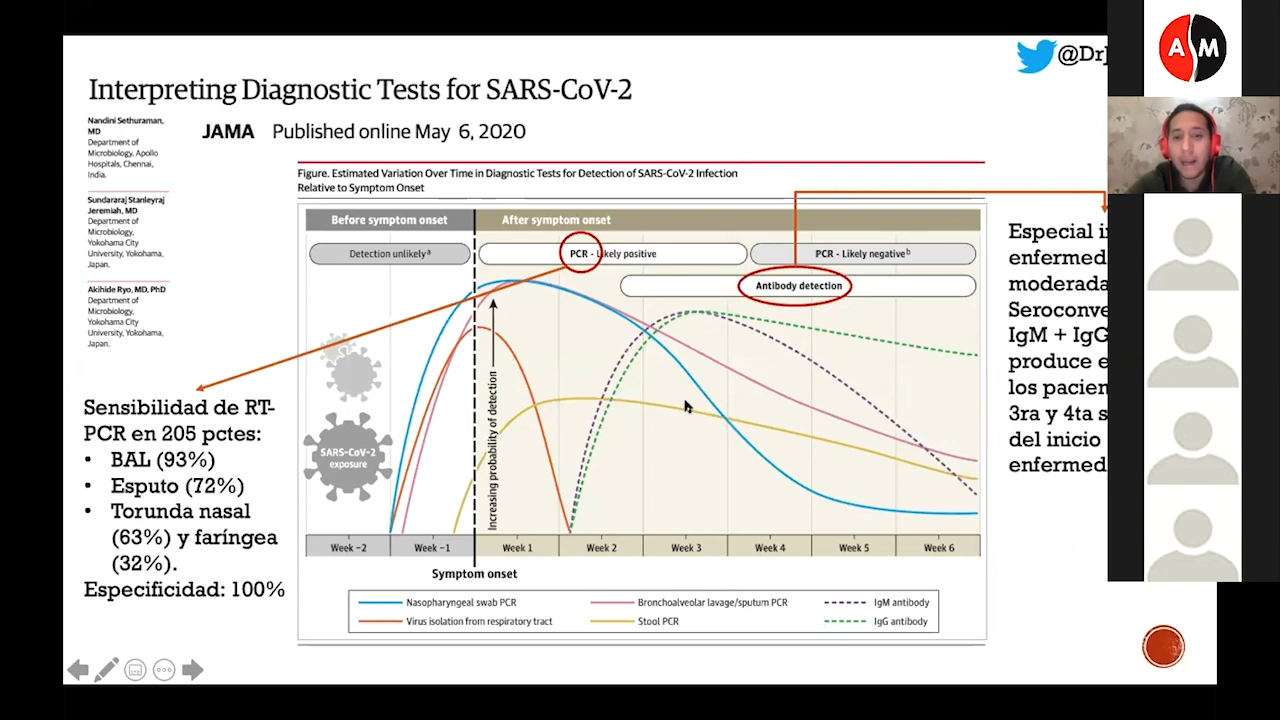 @Dr
A M
Interpreting Diagnostic Tests for SARS-CoV-2
JAMA Published online May 6, 2020
Nandini Sethuraman,
MD
Department of
Microbiology, Apollo
Hospitals, Chennai,
India.
Sundararaj Stanleyraj
Jeremiah, MD
Department of
Microbiology,
Yokohama City
University, Yokohama,
Japan.
Akihide Ryo, MD, PhD
Department of
Microbiology,
Yokohama City
University, Yokohama,
Japan.
Figure. Estimated Variation Over Time in Diagnostic Tests for Detection of SARS-CoV-2 Infection
Relative to Symptom Onset
Before symptom onset
After symptom onset
Detection unlikely a
PCR - Likely positive
PCR - Likely negative b
Antibody detection
Increasing probability of detection
SARS-CoV-2
exposure
Week −2
Week −1
Week 1
Week 2
Week 3
Week 4
Week 5
Week 6
Symptom onset
Nasopharyngeal swab PCR
Bronchoalveolar lavage/sputum PCR
IgM antibody
Virus isolation from respiratory tract
Stool PCR
IgG antibody
Sensibilidad de RT-
PCR en 205 pctes:
• BAL (93%)
• Esputo (72%)
• Torunda nasal
(63%) y faríngea
(32%).
Especificidad: 100%
Especial
enfermed
moderada
Seroconve
IgM + IgG
produce e
los pacien
3ra y 4ta s
del inicio
enfermed